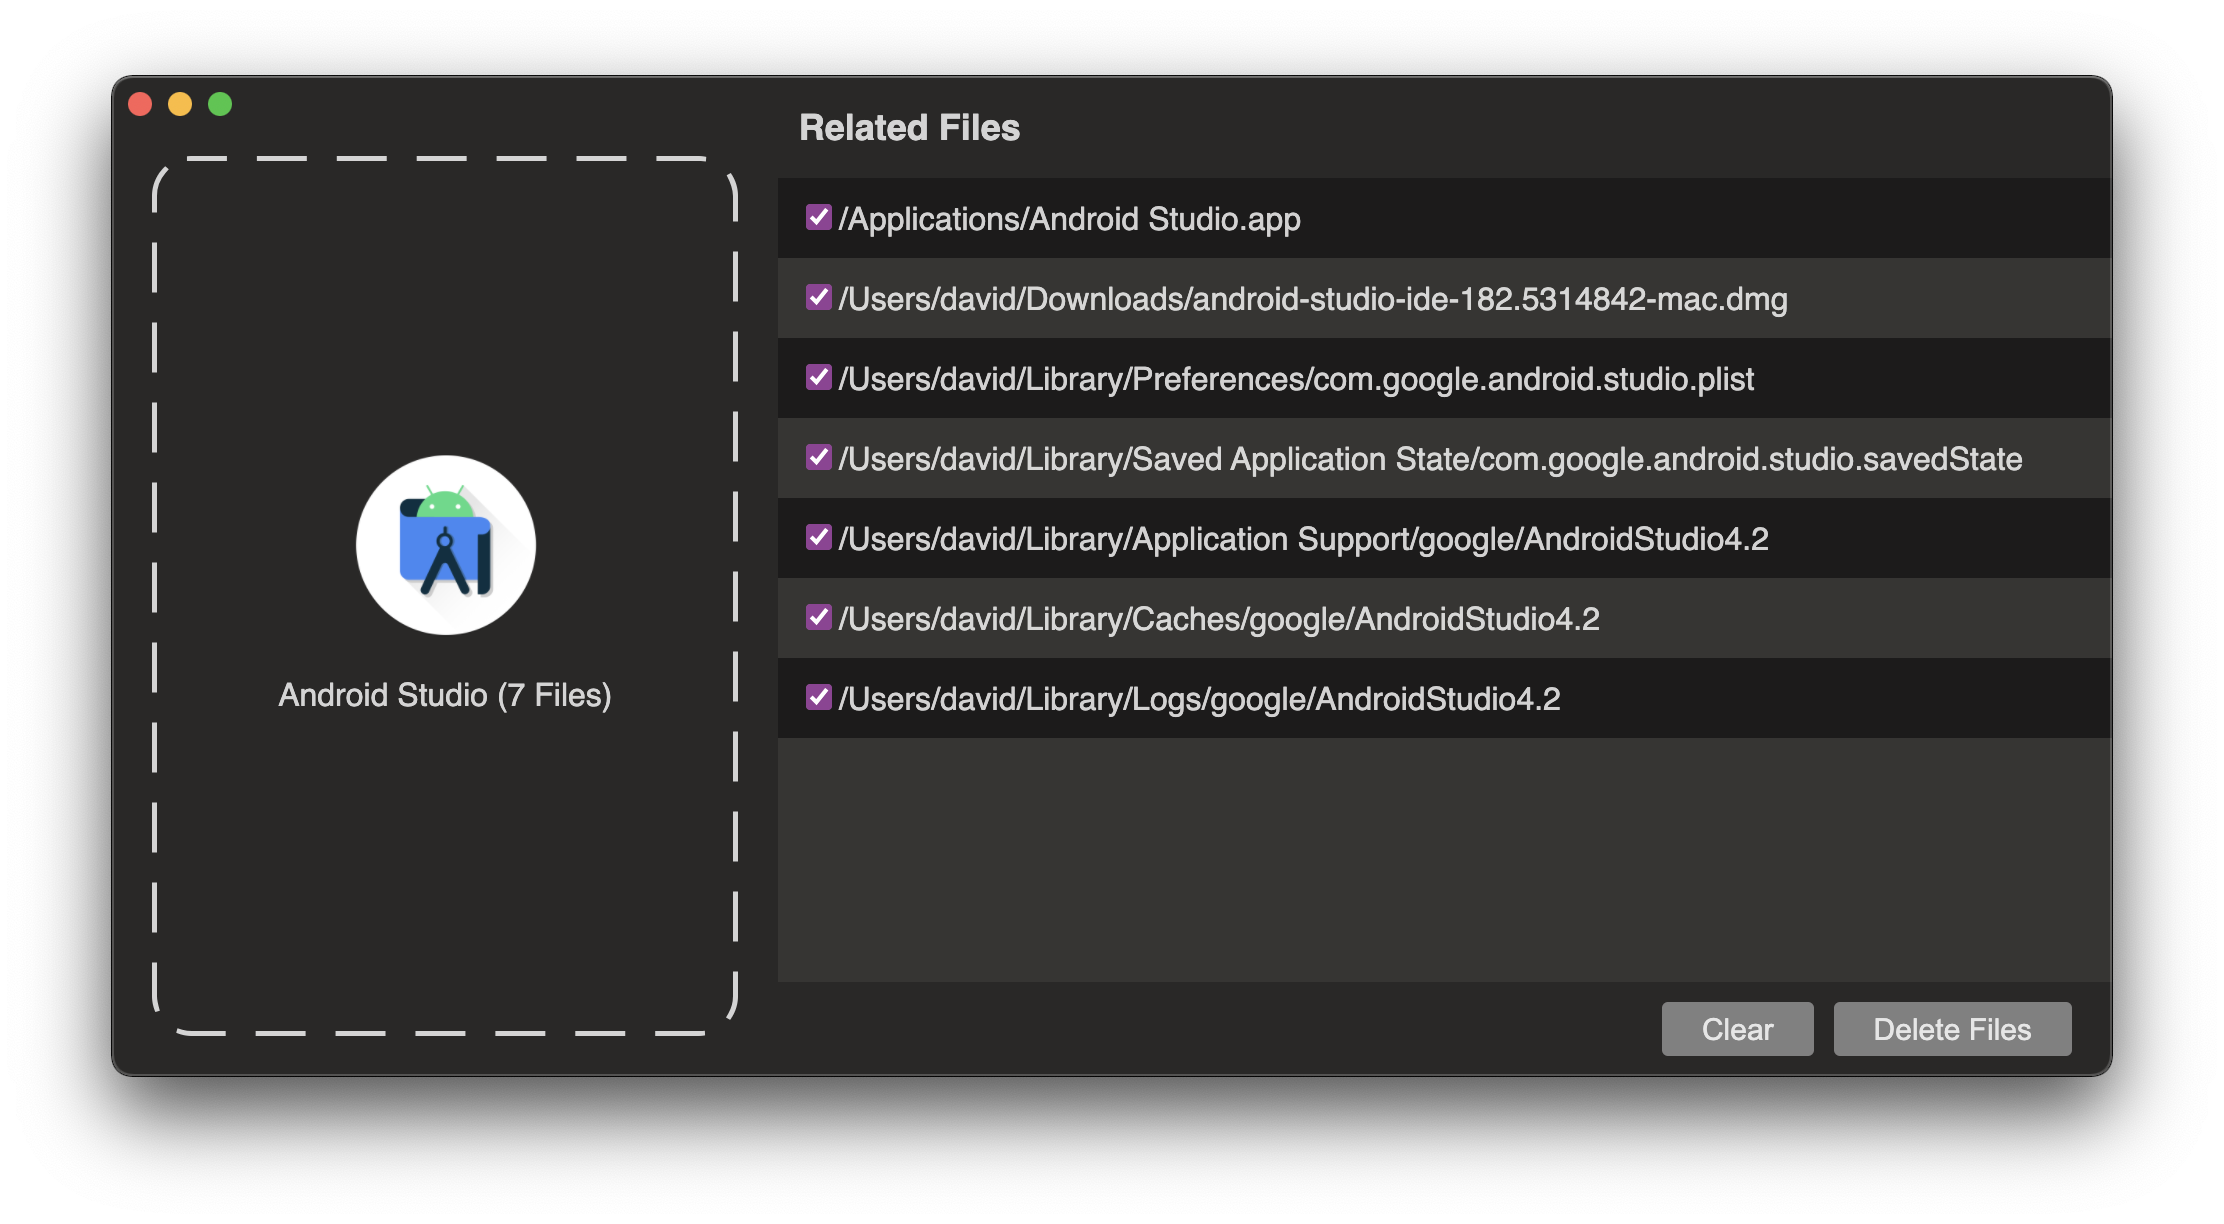 Related Files
/Applications/Android Studio.app
/Users/david/Downloads/android-studio-ide-182.5314842-mac.dmg
/Users/david/Library/Preferences/com.google.android.studio.plist
/Users/david/Library/Saved Application State/com.google.android.studio.savedState
/Users/david/Library/Application Support/google/AndroidStudio4.2
/Users/david/Library/Caches/google/AndroidStudio4.2
/Users/david/Library/Logs/google/AndroidStudio4.2
Android Studio (7 Files)
Clear
Delete Files